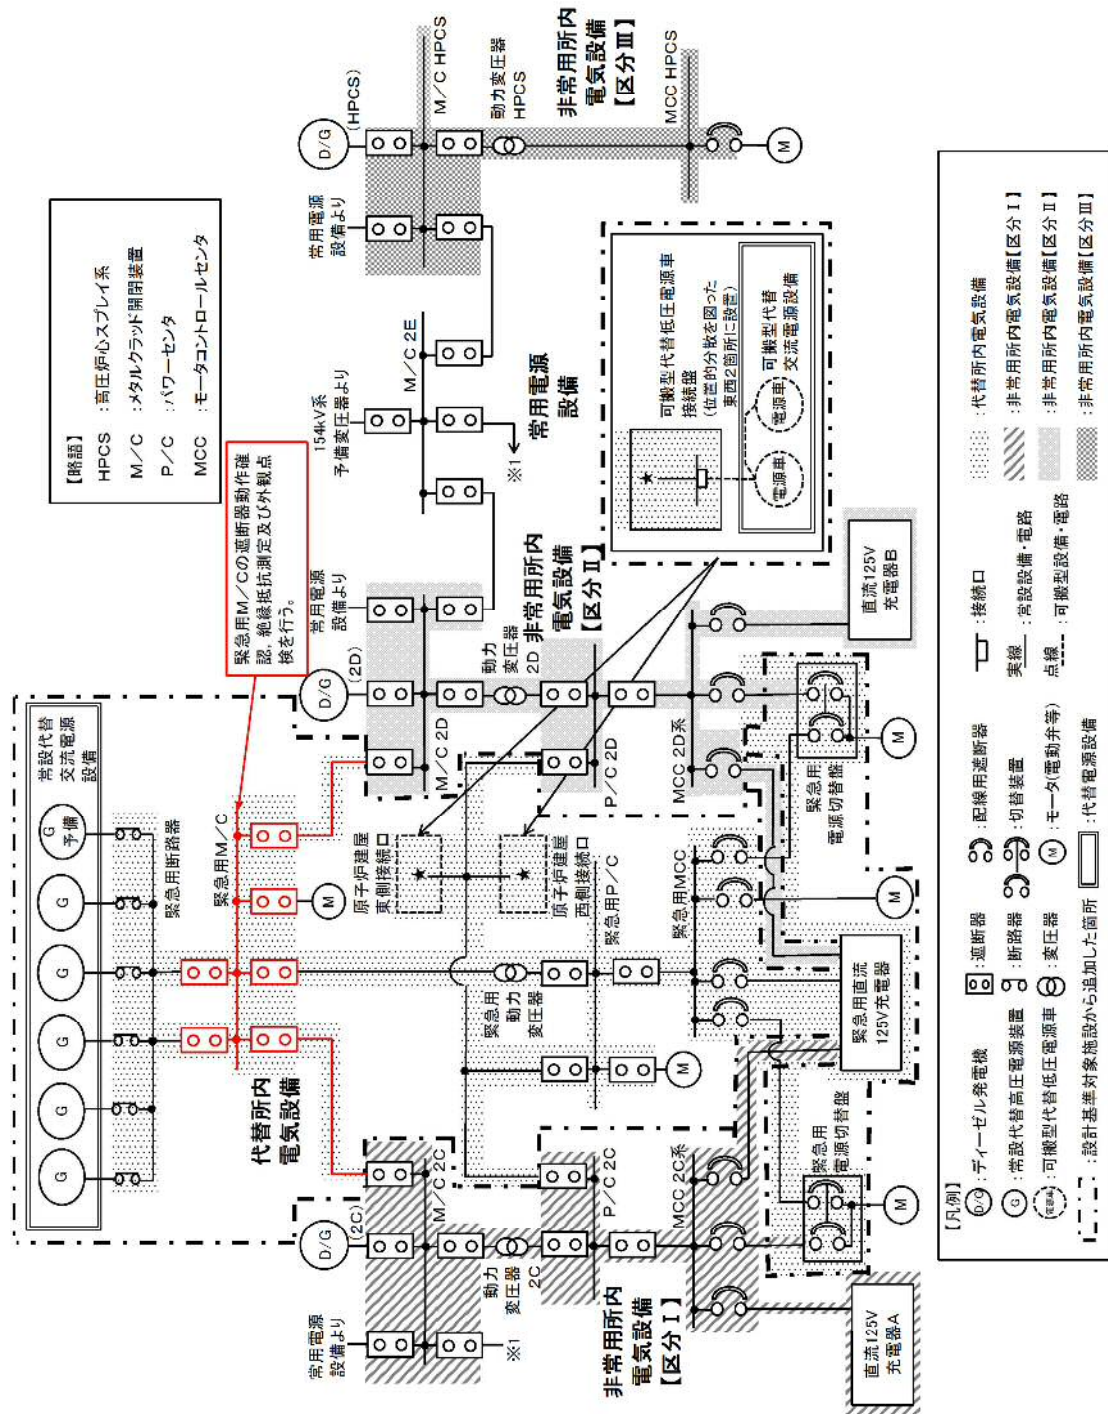 常設代替
交流電源
設備
G
G
G
G
G
G
予備
緊急用断路器
緊急用M/C
緊急用M/Cの遮断器動作確
認，絶縁抵抗測定及び外観点
検を行う。
【略語】
HPCS :高圧炉心スプレイ系
M/C :メタルクラッド開閉装置
P/C :パワーセンタ
MCC :モータコントロールセンタ
代替所内
電気設備
常用電源
設備より
D/G
(2C)
M/C 2C
※1
動力
変圧器
2C
非常用所内
電気設備
【区分Ⅰ】
P/C 2C
MCC 2C系
直流125V
充電器A
緊急用
電源切替盤
M
M
緊急用
動力
変圧器
緊急用P/C
M
緊急用MCC
緊急用直流
125V充電器
M
原子炉建屋
東側接続口
★
原子炉建屋
西側接続口
★
D/G
(2D)
常用電源
設備より
M/C 2D
動力
変圧器
2D
非常用所内
電気設備
【区分Ⅱ】
P/C 2D
MCC 2D系
緊急用
電源切替盤
M
直流125V
充電器B
154kV系
予備変圧器より
M/C 2E
※1
常用電源
設備
常用電源
設備より
D/G
(HPCS)
M/C HPCS
動力変圧器
HPCS
非常用所内
電気設備
【区分Ⅲ】
MCC HPCS
M
可搬型代替低圧電源車
接続盤
(位置的分散を図った
東西2箇所に設置)
★
可搬型代替
交流電源設備
電源車
電源車
【凡例】
D/G :ディーゼル発電機
G :常設代替高圧電源装置
電源車 :可搬型代替低圧電源車
:設計基準対象施設から追加した箇所
:遮断器
:断路器
:変圧器
:配線用遮断器
:切替装置
M :モータ(電動弁等)
:代替電源設備
:接続口
実線 :常設設備・電路
点線 :可搬型設備・電路
:代替所内電気設備
:非常用所内電気設備【区分Ⅰ】
:非常用所内電気設備【区分Ⅱ】
:非常用所内電気設備【区分Ⅲ】